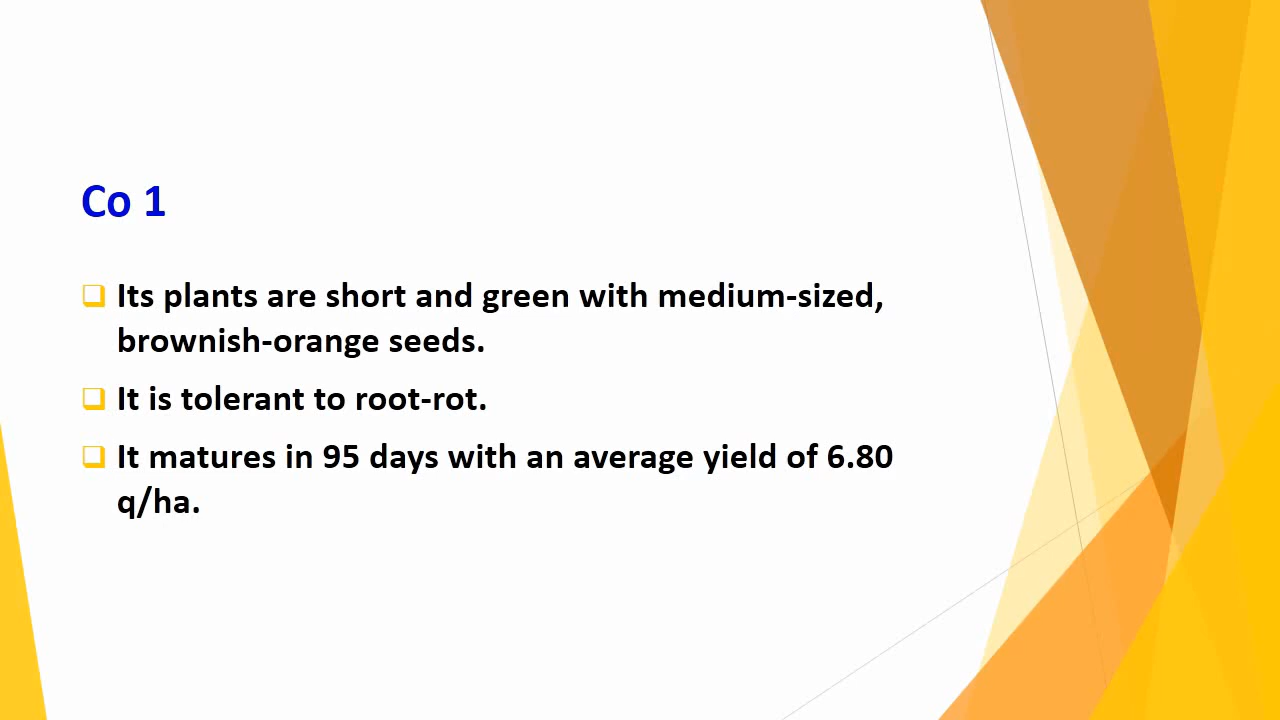 Co 1
Its plants are short and green with medium-sized,
brownish-orange seeds.
It is tolerant to root-rot.
It matures in 95 days with an average yield of 6.80
q/ha.